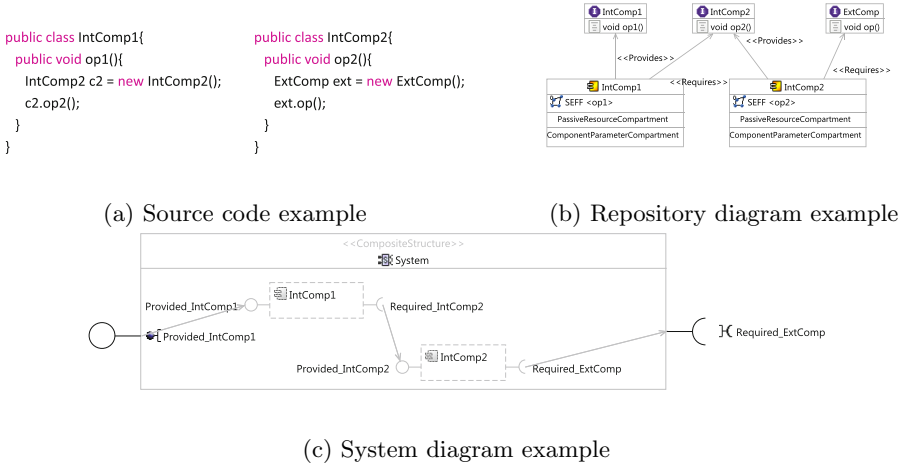 public class IntComp1{
public void op1(){
IntComp2 c2 = new IntComp2();
c2.op2();
}
}
public class IntComp2{
public void op2(){
ExtComp ext = new ExtComp();
ext.op();
}
}
(a) Source code example
I IntComp1
void op1()
I IntComp2
void op2()
I ExtComp
void op()
<<Provides>>
<<Provides>>
<<Requires>>
<<Requires>>
IntComp1
SEFF <op1>
PassiveResourceCompartment
ComponentParameterCompartment
IntComp2
SEFF <op2>
PassiveResourceCompartment
ComponentParameterCompartment
(b) Repository diagram example
<<CompositeStructure>>
System
Provided_IntComp1
IntComp1
Required_IntComp2
Provided_IntComp1
Provided_IntComp2
IntComp2
Required_ExtComp
Required_ExtComp
(c) System diagram example